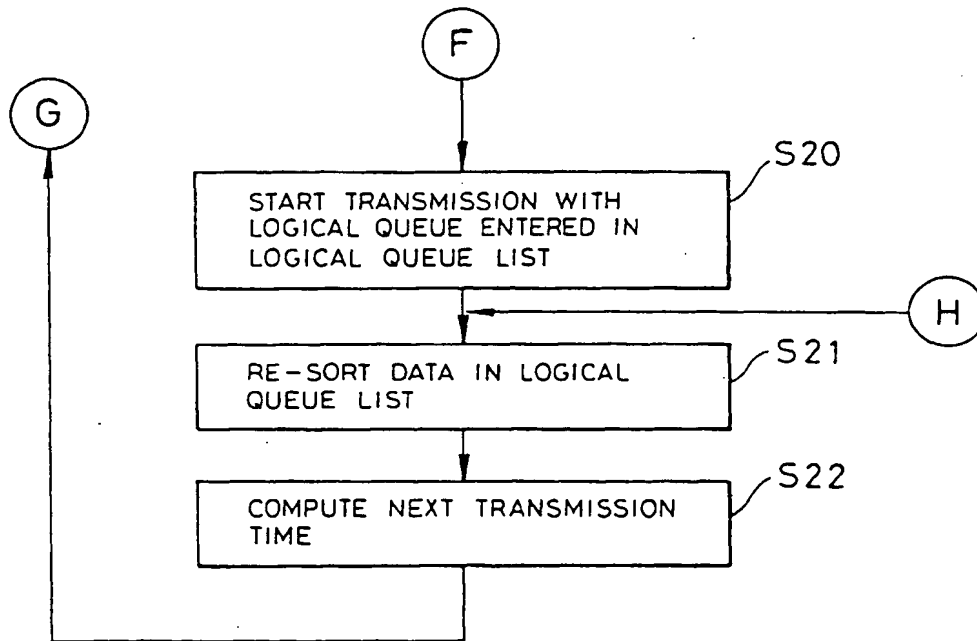 F
G
S20
START TRANSMISSION WITH
LOGICAL QUEUE ENTERED IN
LOGICAL QUEUE LIST
H
S21
RE-SORT DATA IN LOGICAL
QUEUE LIST
S22
COMPUTE NEXT TRANSMISSION
TIME